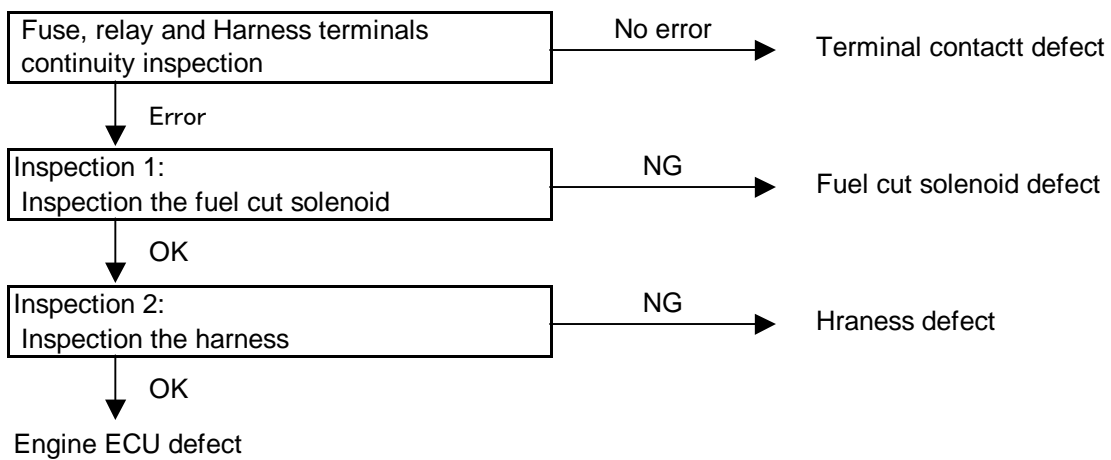 Fuse, relay and Harness terminals
continuity inspection
No error
Terminal contactt defect
Error
Inspection 1:
Inspection the fuel cut solenoid
NG
Fuel cut solenoid defect
OK
Inspection 2:
Inspection the harness
NG
Hraness defect
OK
Engine ECU defect